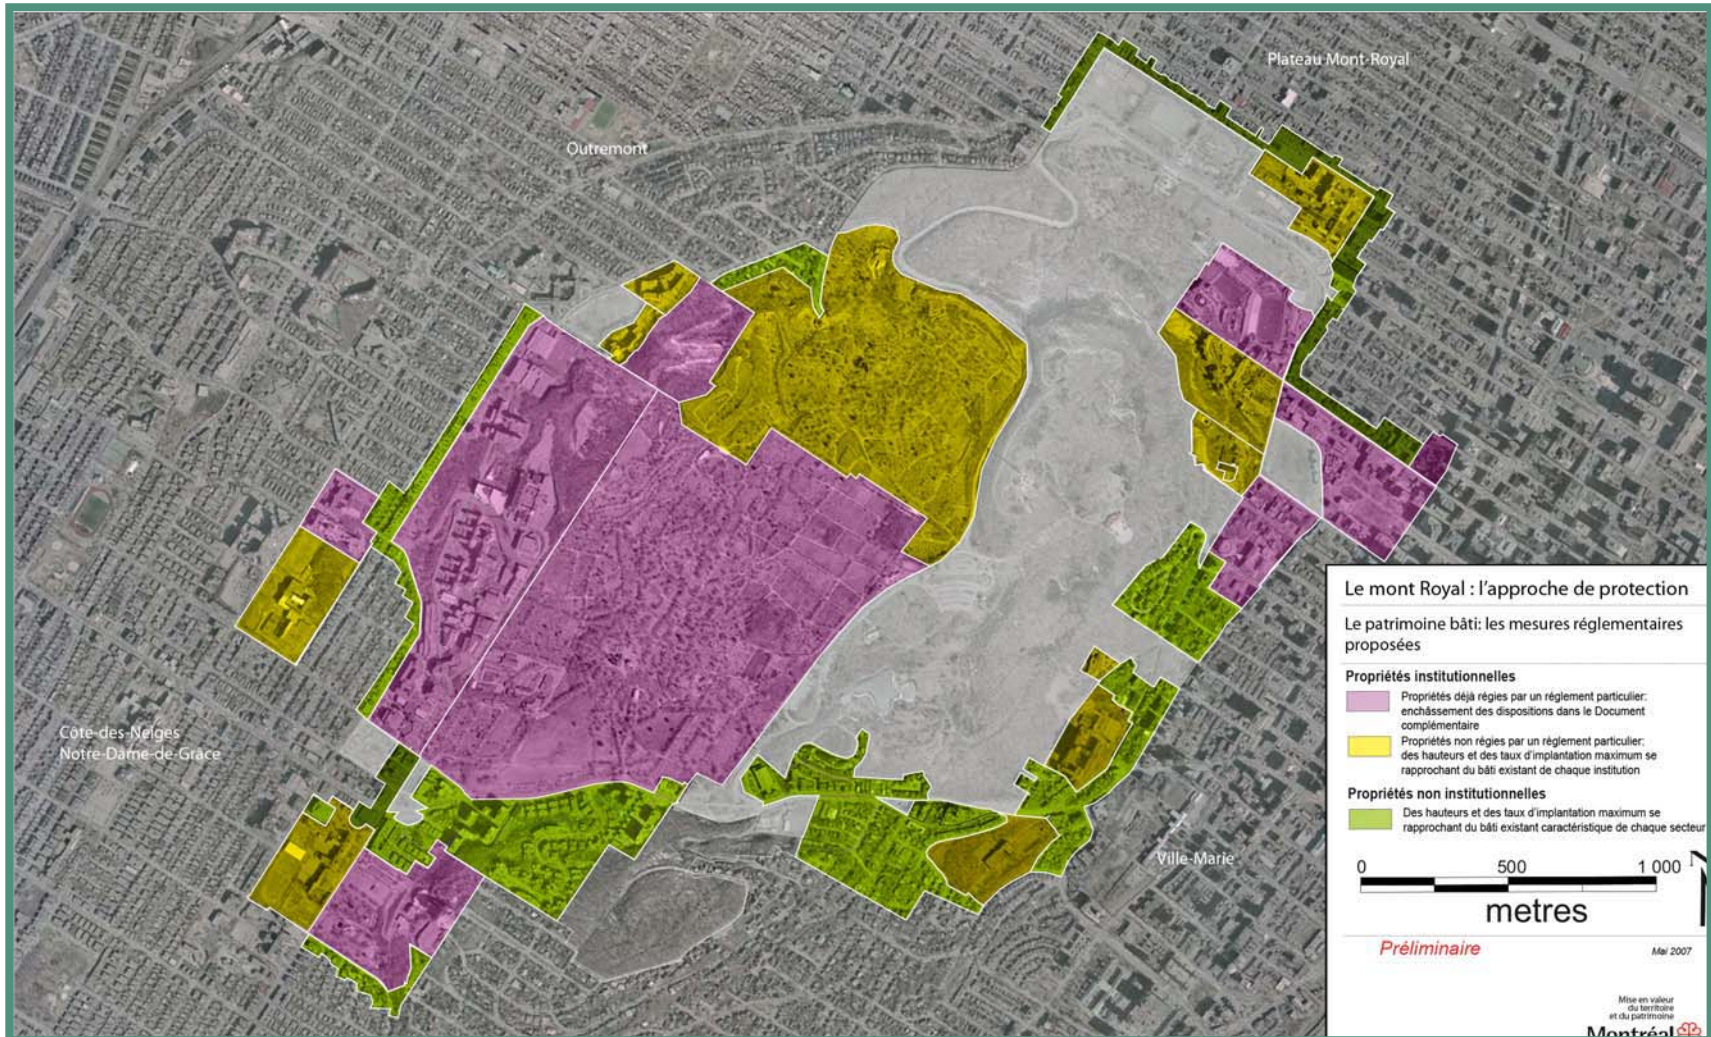 Plateau Mont-Royal
Outremont
Côte-des-Neiges
Notre-Dame-de-Grâce
Ville-Marie
Le mont Royal : l'approche de protection
Le patrimoine bâti: les mesures réglementaires
proposées
Propriétés institutionnelles
Propriétés déjà régies par un réglement particulier:
enchâssement des dispositions dans le Document
complémentaire
Propriétés non régies par un réglement particulier:
des hauteurs et des taux d'implantation maximum se
rapprochant du bâti existant de chaque institution
Propriétés non institutionnelles
Des hauteurs et des taux d'implantation maximum se
rapprochant du bâti existant caractéristique de chaque secteur
0 500 1 000
metres
Préliminaire
Mai 2007
Mise en valeur
du territoire
et du patrimoine
Montréal